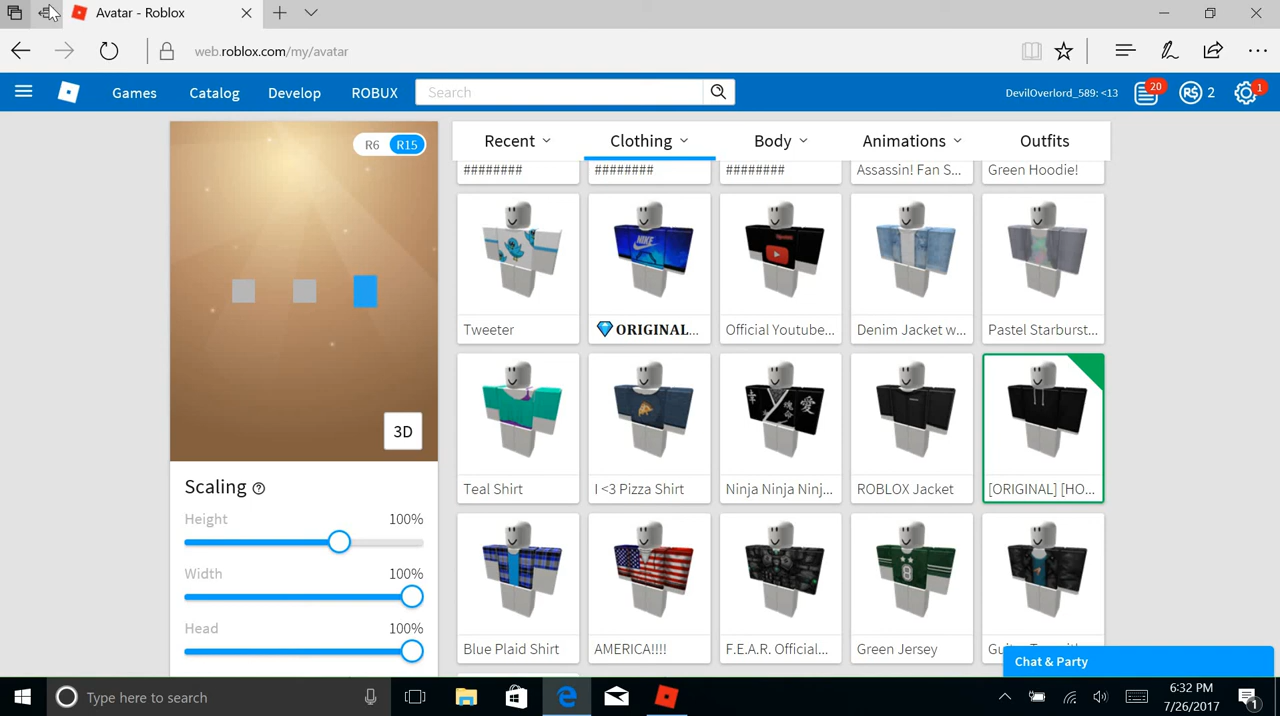 Avatar - Roblox
web.roblox.com/my/avatar
Games
Catalog
Develop
ROBUX
Search
DevilOverlord_589: <13
20
R$ 2
1
R6
R15
3D
Recent
Clothing
Body
Animations
Outfits
########
########
########
Assassin! Fan S...
Green Hoodie!
NIKE
Tweeter
💎 ORIGINAL...
Official Youtube...
Denim Jacket w...
Pastel Starburst...
Teal Shirt
I <3 Pizza Shirt
Ninja Ninja Ninj...
ROBLOX Jacket
[ORIGINAL] [HO...
8
Blue Plaid Shirt
AMERICA!!!!
F.E.A.R. Official...
Green Jersey
Scaling
Height
100%
Width
100%
Head
100%
Chat & Party
Type here to search
6:32 PM
7/26/2017
1